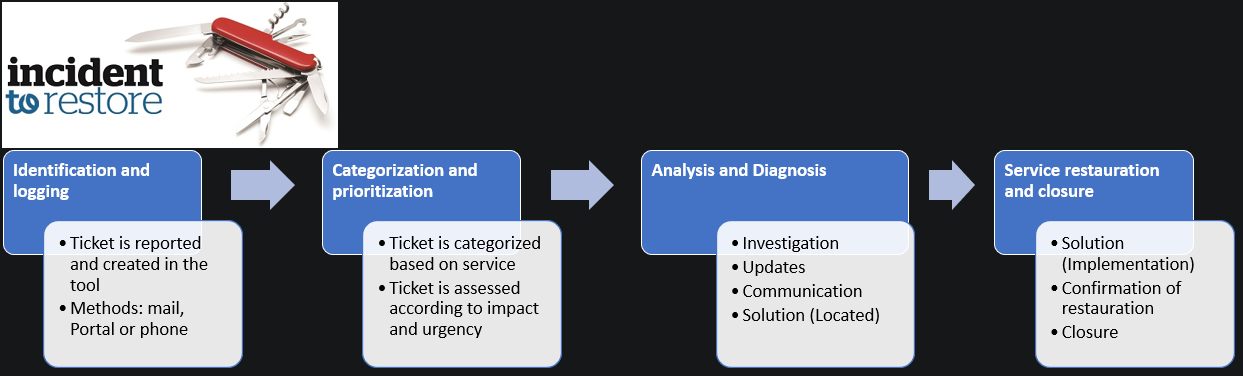 incident
to restore
Identification and
logging
• Ticket is reported
and created in the
tool
• Methods: mail,
Portal or phone
Categorization and
prioritization
• Ticket is categorized
based on service
• Ticket is assessed
according to impact
and urgency
Analysis and Diagnosis
• Investigation
• Updates
• Communication
• Solution (Located)
Service restauration
and closure
• Solution
(Implementation)
• Confirmation of
restauration
• Closure